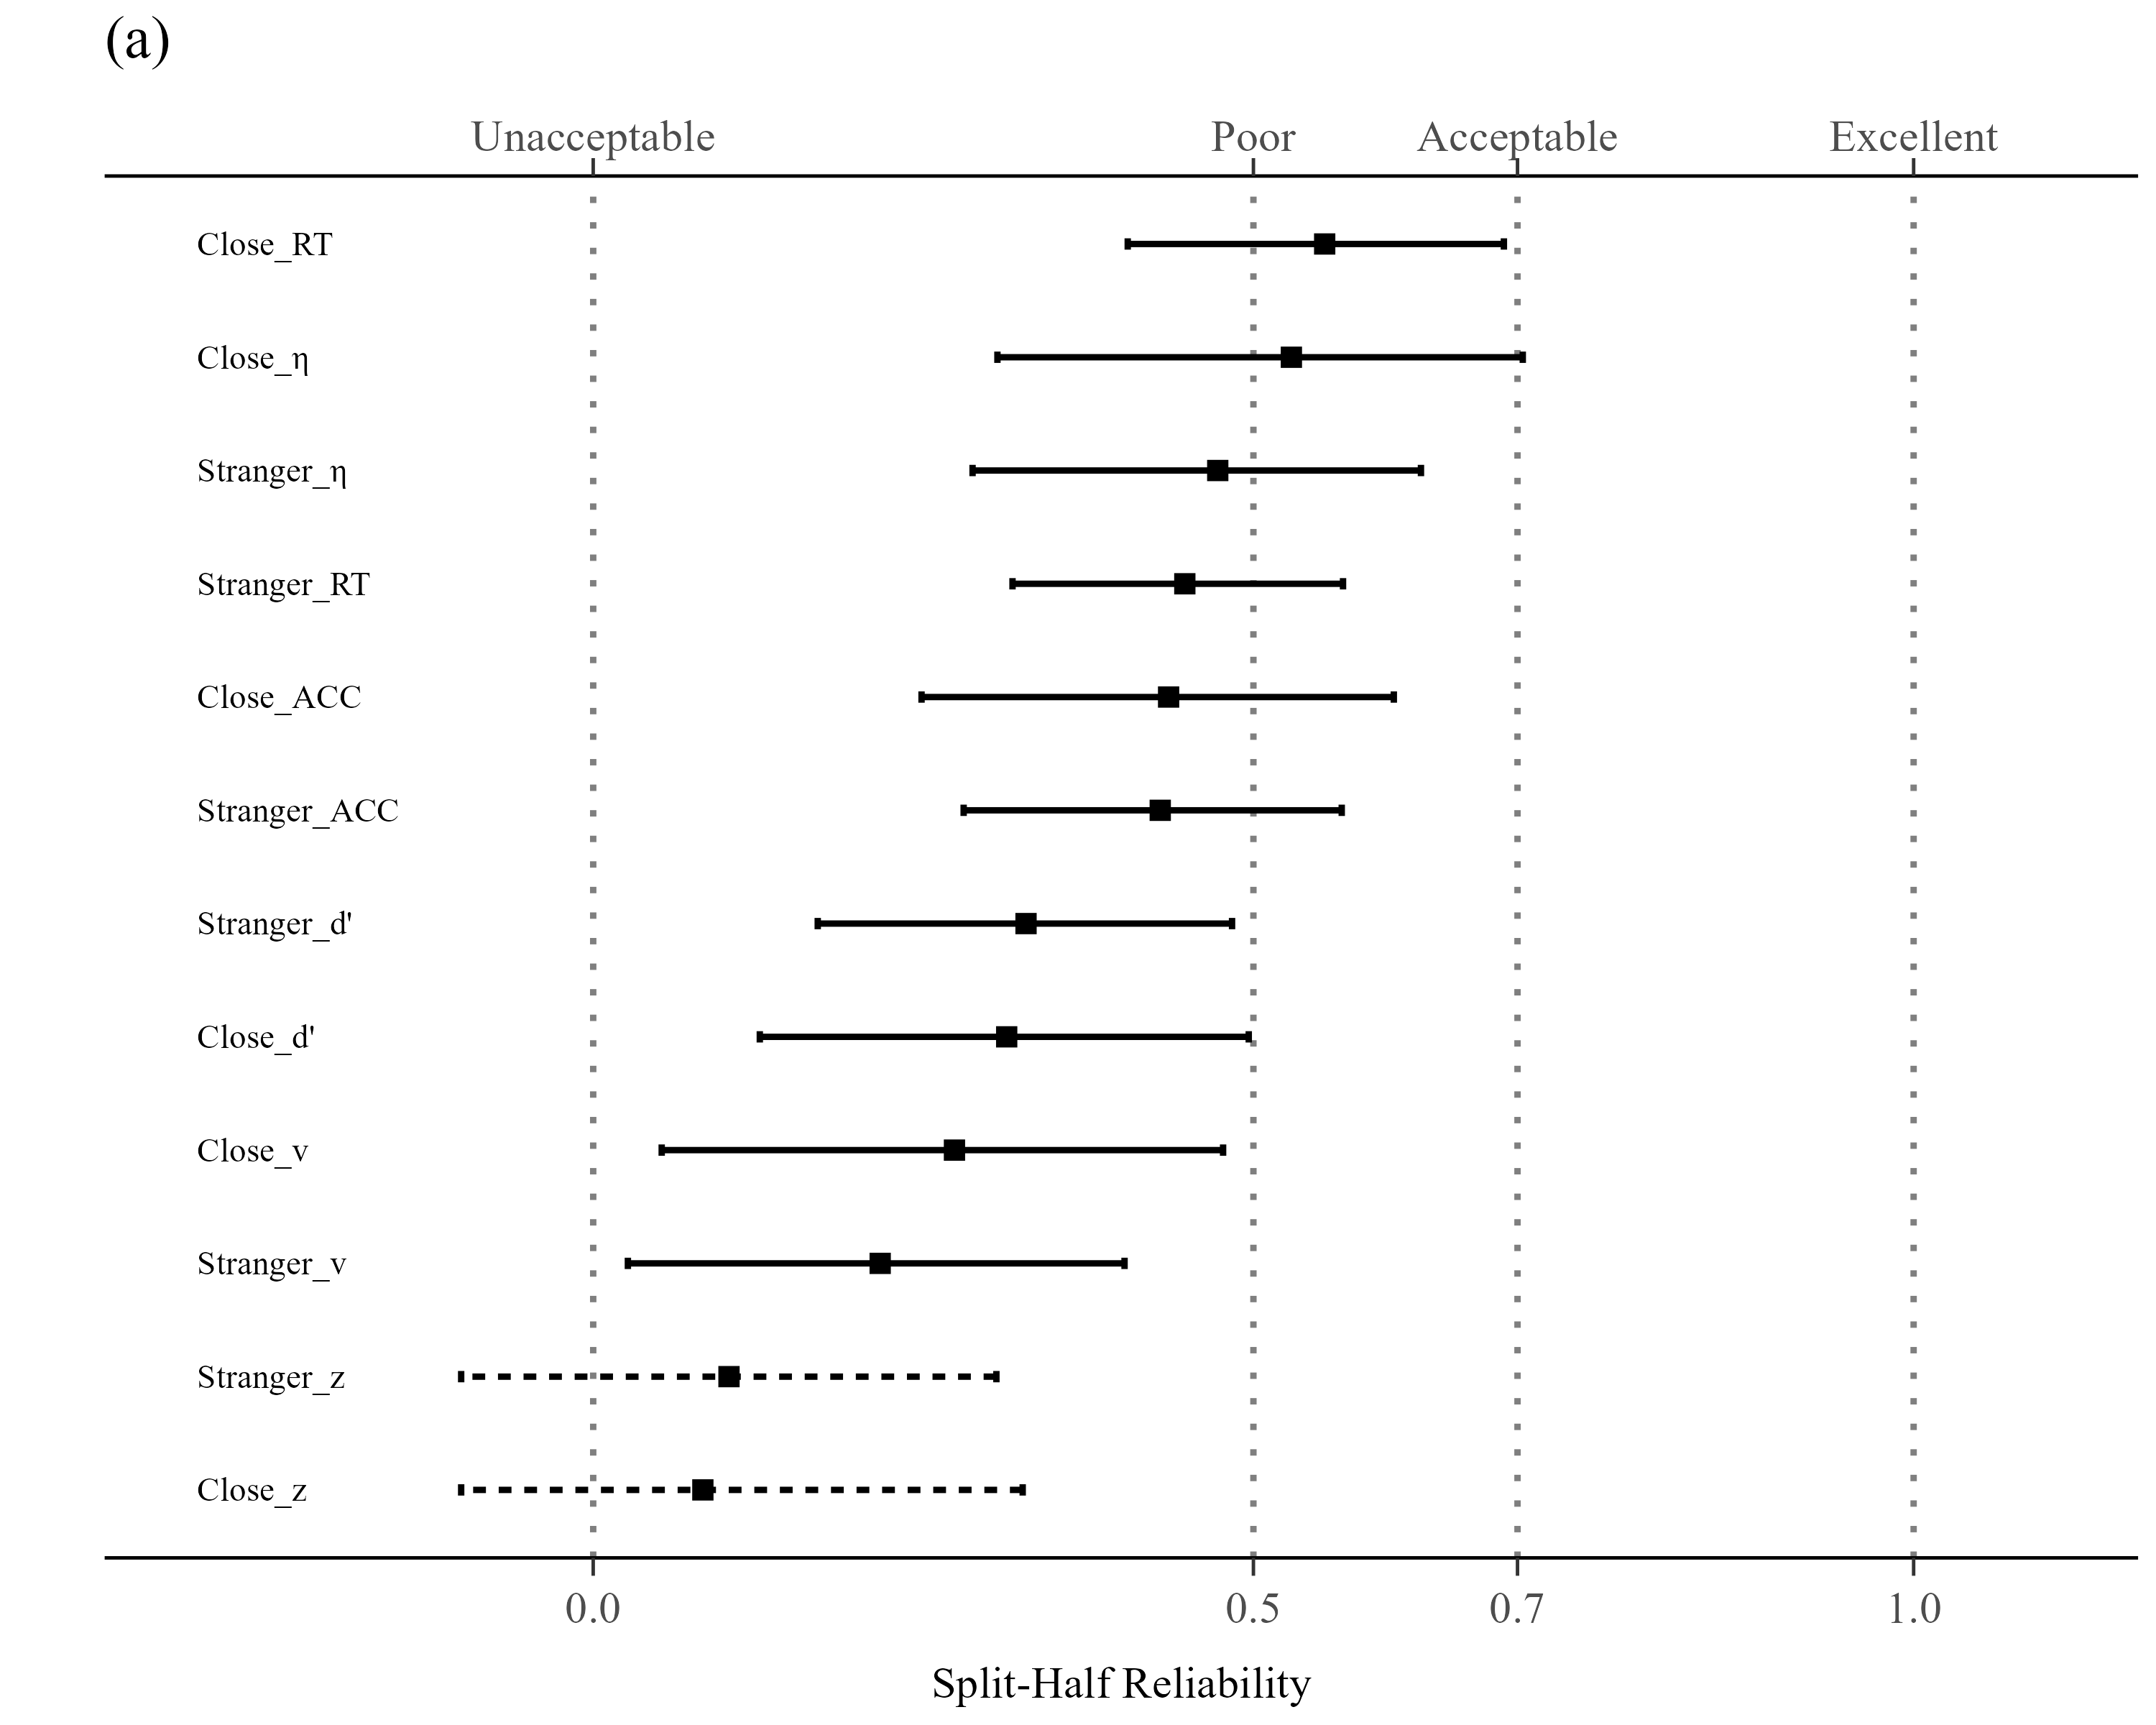 (a)
Unacceptable Poor Acceptable Excellent
Close_RT
Close_η
Stranger_η
Stranger_RT
Close_ACC
Stranger_ACC
Stranger_d'
Close_d'
Close_v
Stranger_v
Stranger_z
Close_z
0.0 0.5 0.7 1.0
Split-Half Reliability